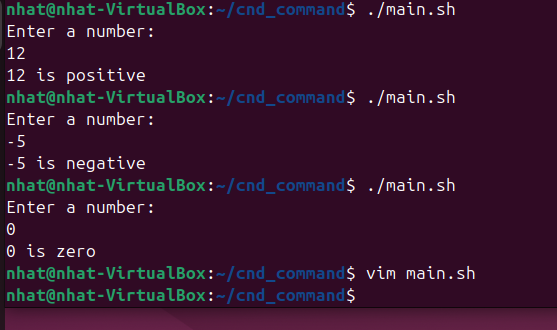 nhat@nhat-VirtualBox:~/cnd_command$ ./main.sh
Enter a number:
12
12 is positive
nhat@nhat-VirtualBox:~/cnd_command$ ./main.sh
Enter a number:
-5
-5 is negative
nhat@nhat-VirtualBox:~/cnd_command$ ./main.sh
Enter a number:
0
0 is zero
nhat@nhat-VirtualBox:~/cnd_command$ vim main.sh
nhat@nhat-VirtualBox:~/cnd_command$